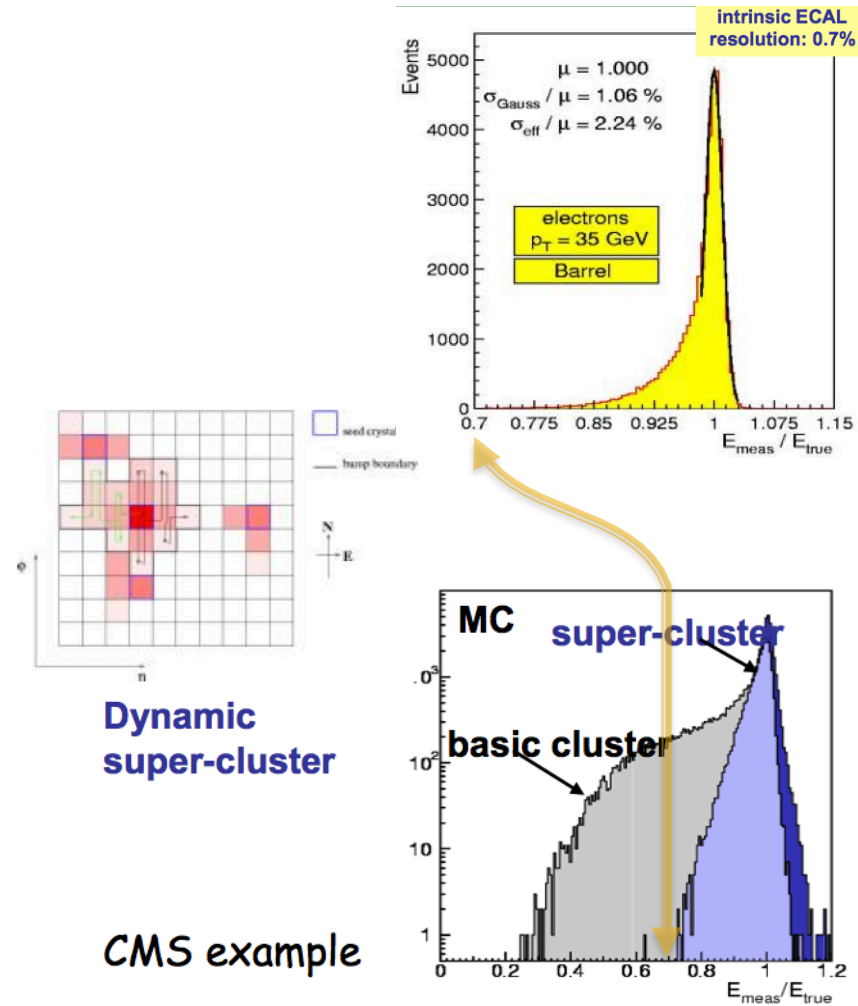 intrinsic ECAL
resolution: 0.7%
Events
5000
4000
3000
2000
1000
0
μ = 1.000
σGauss / μ = 1.06 %
σeff / μ = 2.24 %
electrons
pT = 35 GeV
Barrel
0.7 0.775 0.85 0.925 1 1.075 1.15
Emeas / Etrue
seed crystal
bump boundary
N
E
φ
η
Dynamic
super-cluster
CMS example
MC
super-cluster
basic cluster
.0³
10²
10
1
0 0.2 0.4 0.6 0.8 1 1.2
Emeas/Etrue